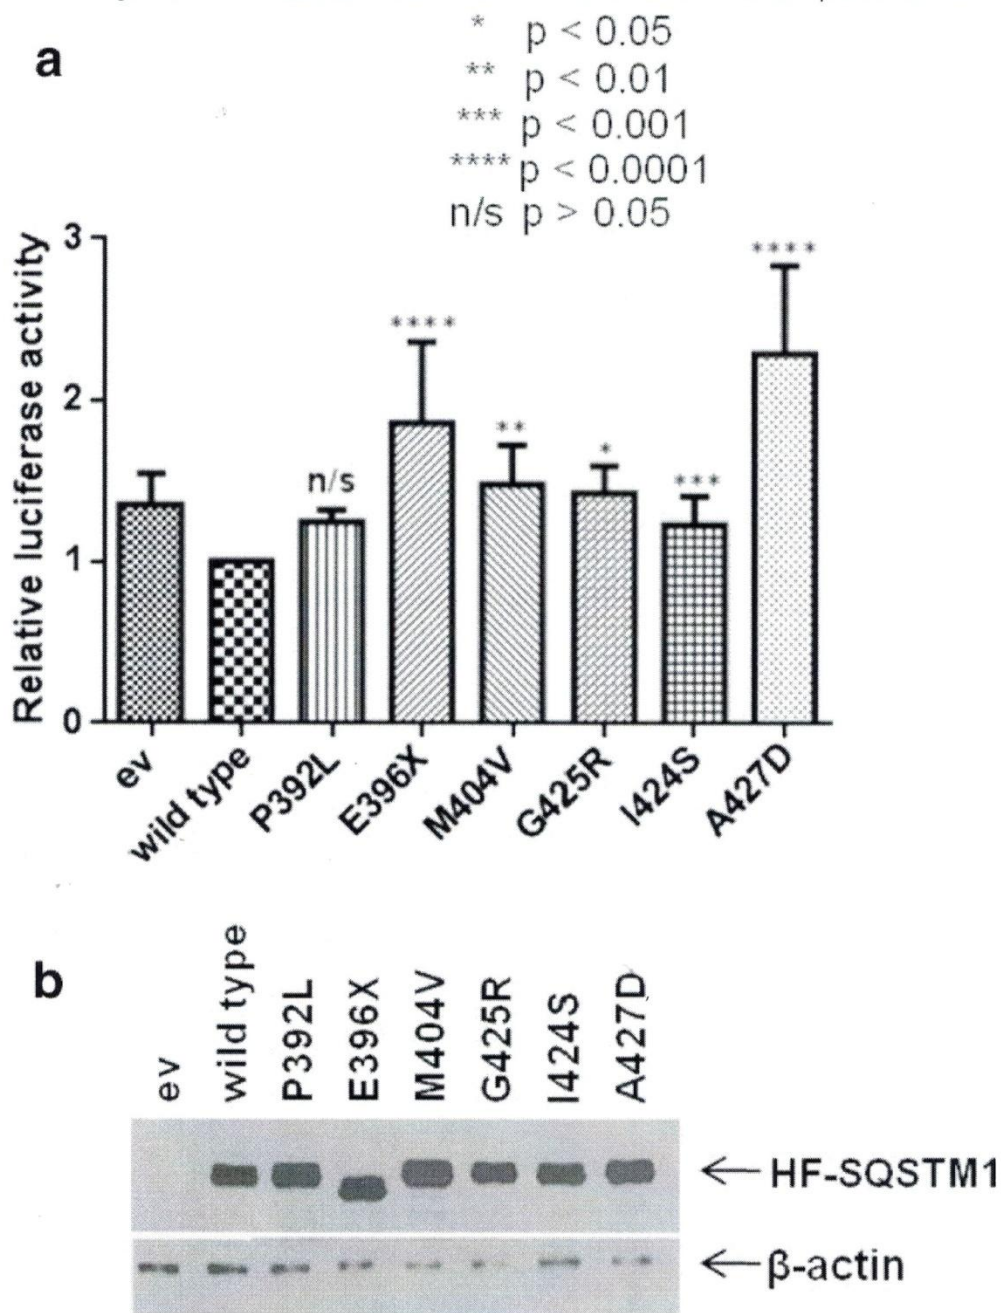 a
* p < 0.05
** p < 0.01
*** p < 0.001
**** p < 0.0001
n/s p > 0.05
Relative luciferase activity
3
2
1
0
n/s
****
**
*
***
****
ev
wild type
P392L
E396X
M404V
G425R
I424S
A427D
b
ev
wild type
P392L
E396X
M404V
G425R
I424S
A427D
HF-SQSTM1
β-actin